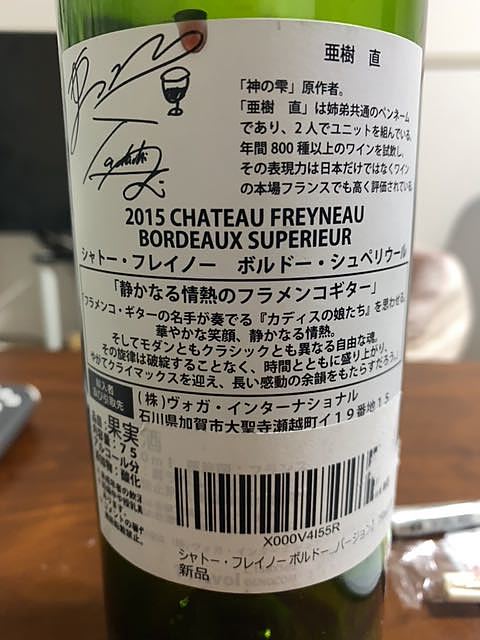 亜樹 直
「神の雫」原作者。
「亜樹 直」は姉弟共通のペンネーム
であり、2人でユニットを組んでいる。
年間800種以上のワインを試飲し、
その表現力は日本だけではなくワイン
の本場フランスでも高く評価されている。
2015 CHATEAU FREYNEAU
BORDEAUX SUPERIEUR
シャトー・フレイノー ボルドー・シュペリウール
「静かなる情熱のフラメンコギター」
「フラメンコ・ギターの名手が奏でる『カディスの娘たち』を思わせる。
華やかな笑顔、静かなる情熱。
そしてモダンともクラシックとも異なる自由な魂。
その旋律は破綻することなく、時間とともに盛り上がり、
やがてクライマックスを迎え、長い感動の余韻をもたらすだろう。」
輸入者
及び引取先
(株)ヴォガ・インターナショナル
石川県加賀市大聖寺瀬越町イ19番地15
果実酒
X000V4I55R
シャトー・フレイノー ボルドー...バージョン
新品